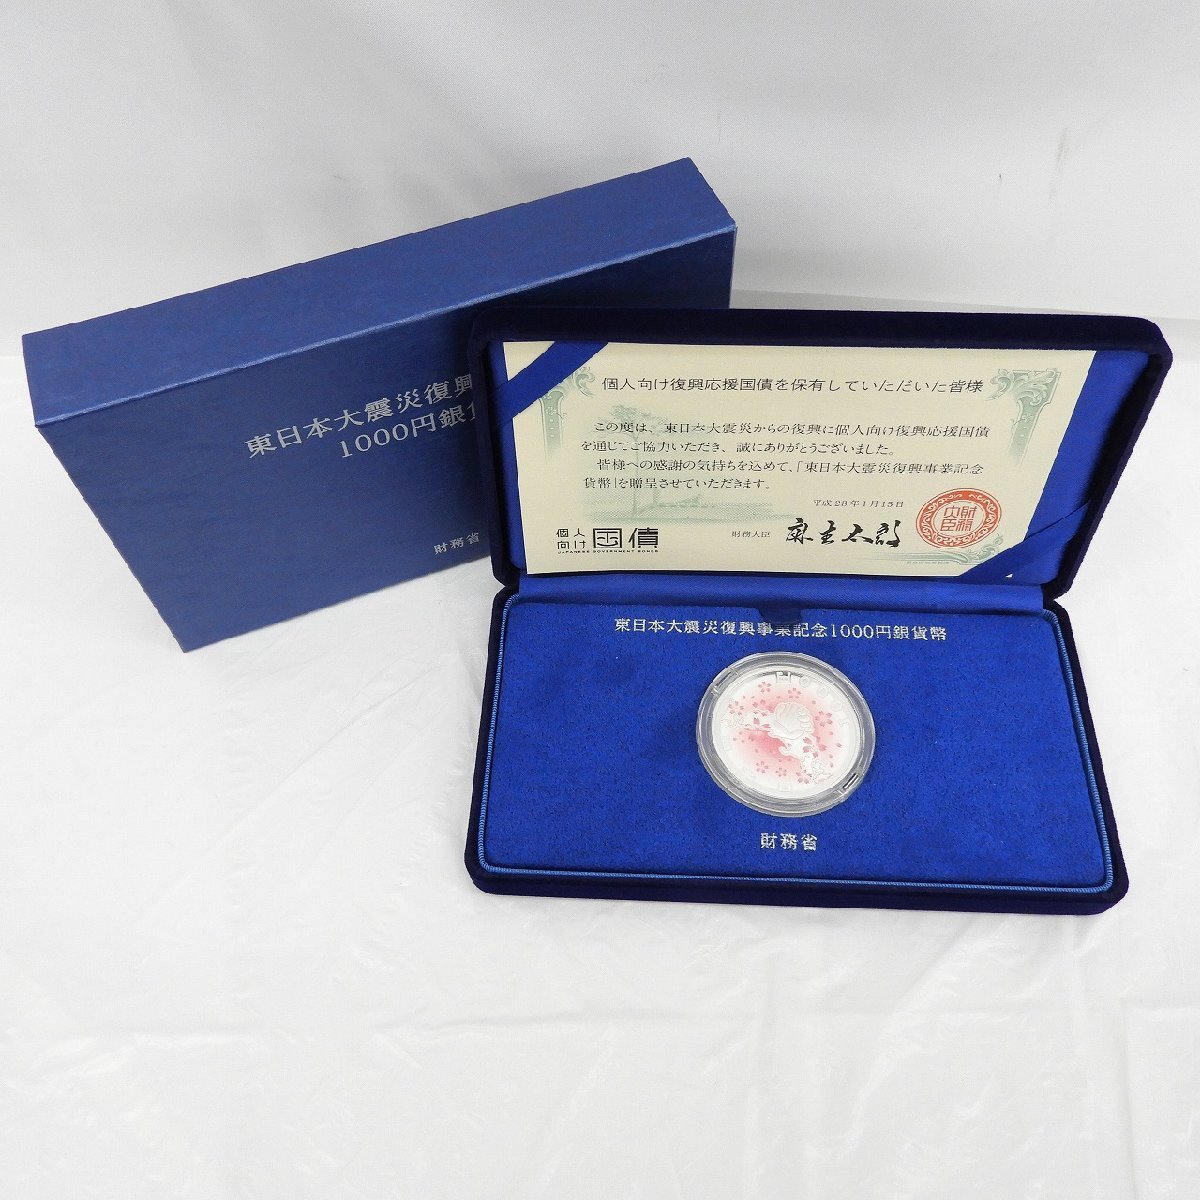 東日本大震災復興
1000円銀貨
財務省
個人向け復興応援国債を保有していただいた皆様
この度は、東日本大震災からの復興に個人向け復興応援国債
を通じてご協力いただき、誠にありがとうございました。
皆様への感謝の気持ちを込めて、「東日本大震災復興事業記念
貨幣」を贈呈させていただきます。
平成28年1月15日
個人
向け 国債
JAPANESE GOVERNMENT BONDS
財務大臣 麻生太郎
財務
大臣
東日本大震災復興事業記念1000円銀貨幣
財務省